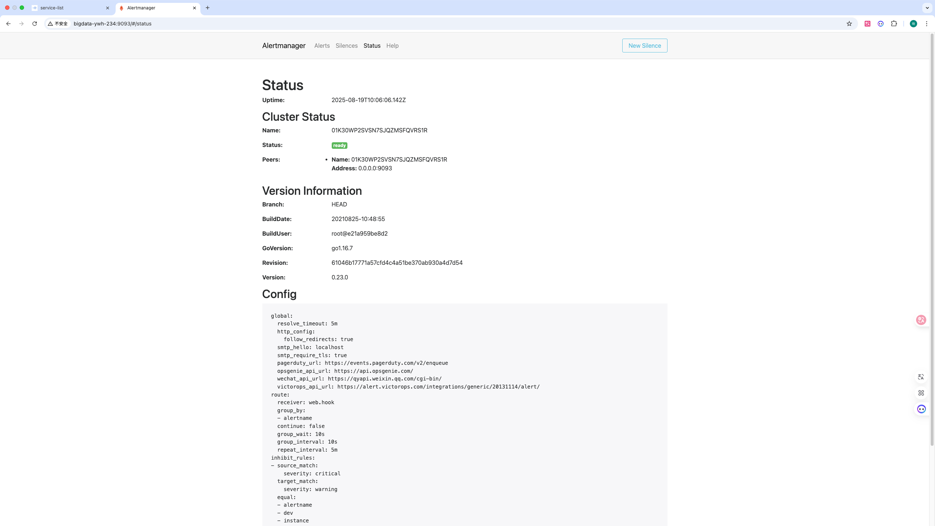 service-list
Alertmanager
不安全
bigdata-ywh-234:9093/#/status
Alertmanager Alerts Silences Status Help New Silence
Status
Uptime: 2025-08-19T10:06:06.142Z
Cluster Status
Name: 01K30WP2SVSN7SJQZMSFQVRS1R
Status: ready
Peers: • Name: 01K30WP2SVSN7SJQZMSFQVRS1R
Address: 0.0.0.0:9093
Version Information
Branch: HEAD
BuildDate: 20210825-10:48:55
BuildUser: root@e21a959be8d2
GoVersion: go1.16.7
Revision: 61046b17771a57cfd4c4a51be370ab930a4d7d54
Version: 0.23.0
Config
global:
  resolve_timeout: 5m
  http_config:
    follow_redirects: true
  smtp_hello: localhost
  smtp_require_tls: true
  pagerduty_url: https://events.pagerduty.com/v2/enqueue
  opsgenie_api_url: https://api.opsgenie.com/
  wechat_api_url: https://qyapi.weixin.qq.com/cgi-bin/
  victorops_api_url: https://alert.victorops.com/integrations/generic/20131114/alert/
route:
  receiver: web.hook
  group_by:
  - alertname
  continue: false
  group_wait: 10s
  group_interval: 10s
  repeat_interval: 5m
inhibit_rules:
- source_match:
    severity: critical
  target_match:
    severity: warning
  equal:
  - alertname
  - dev
  - instance